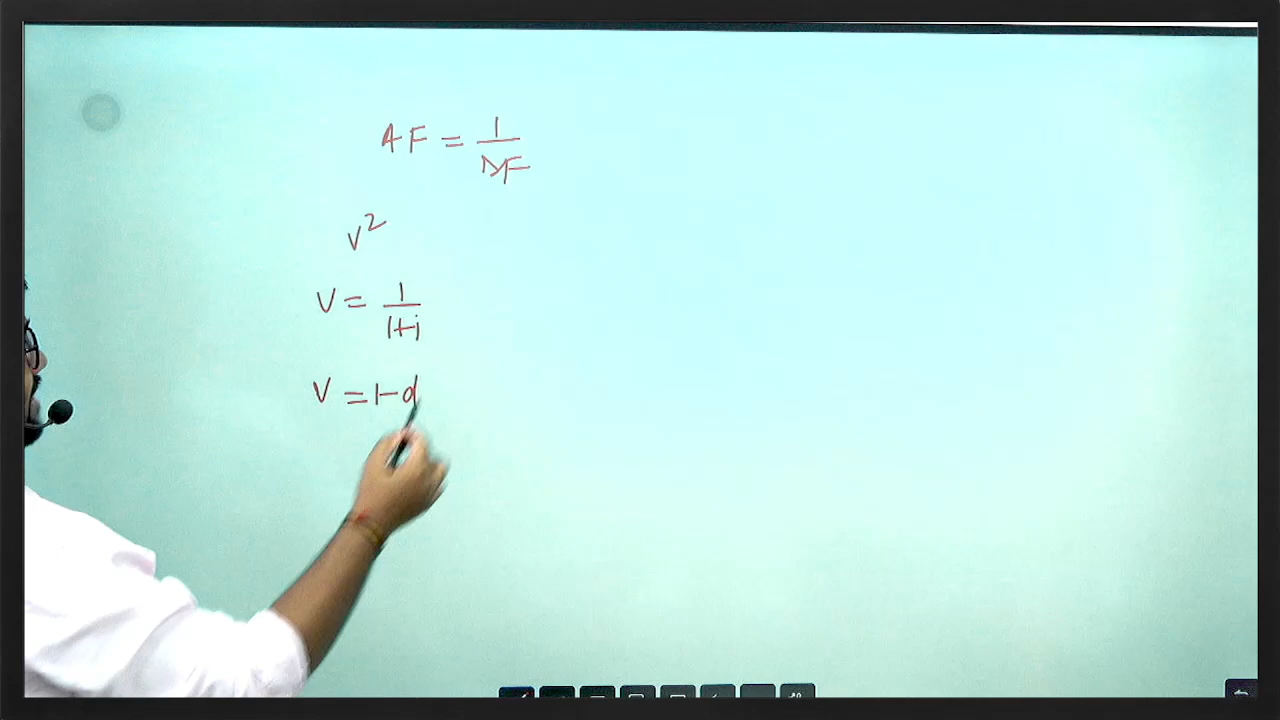 AF = 1/DF
v²
V = 1/1+i
V = 1-d